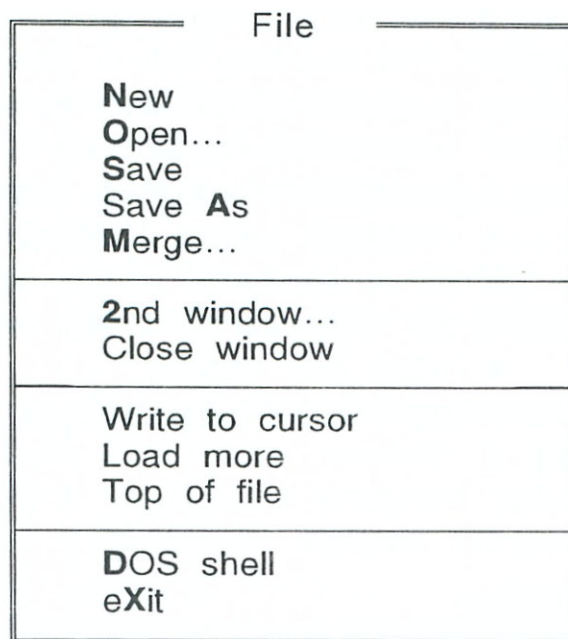 File
New
Open...
Save
Save As
Merge...
2nd window...
Close window
Write to cursor
Load more
Top of file
DOS shell
eXit